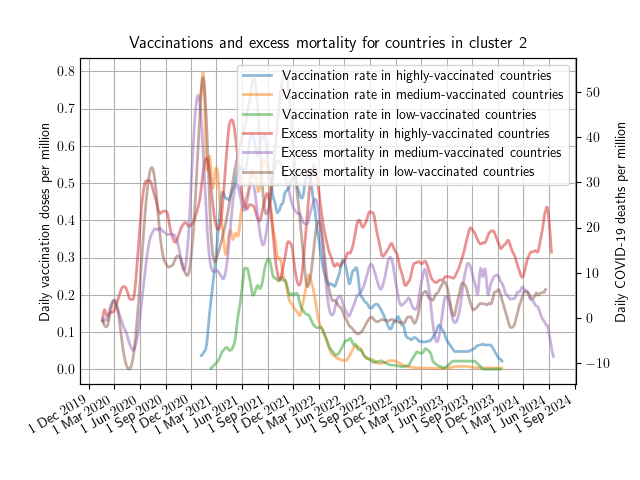 Vaccinations and excess mortality for countries in cluster 2
Vaccination rate in highly-vaccinated countries
Vaccination rate in medium-vaccinated countries
Vaccination rate in low-vaccinated countries
Excess mortality in highly-vaccinated countries
Excess mortality in medium-vaccinated countries
Excess mortality in low-vaccinated countries
Daily vaccination doses per million
0.8
0.7
0.6
0.5
0.4
0.3
0.2
0.1
0.0
Daily COVID-19 deaths per million
50
40
30
20
10
0
−10
1 Dec 2019
1 Mar 2020
1 Jun 2020
1 Sep 2020
1 Dec 2020
1 Mar 2021
1 Jun 2021
1 Sep 2021
1 Dec 2021
1 Mar 2022
1 Jun 2022
1 Sep 2022
1 Dec 2022
1 Mar 2023
1 Jun 2023
1 Sep 2023
1 Dec 2023
1 Mar 2024
1 Jun 2024
1 Sep 2024